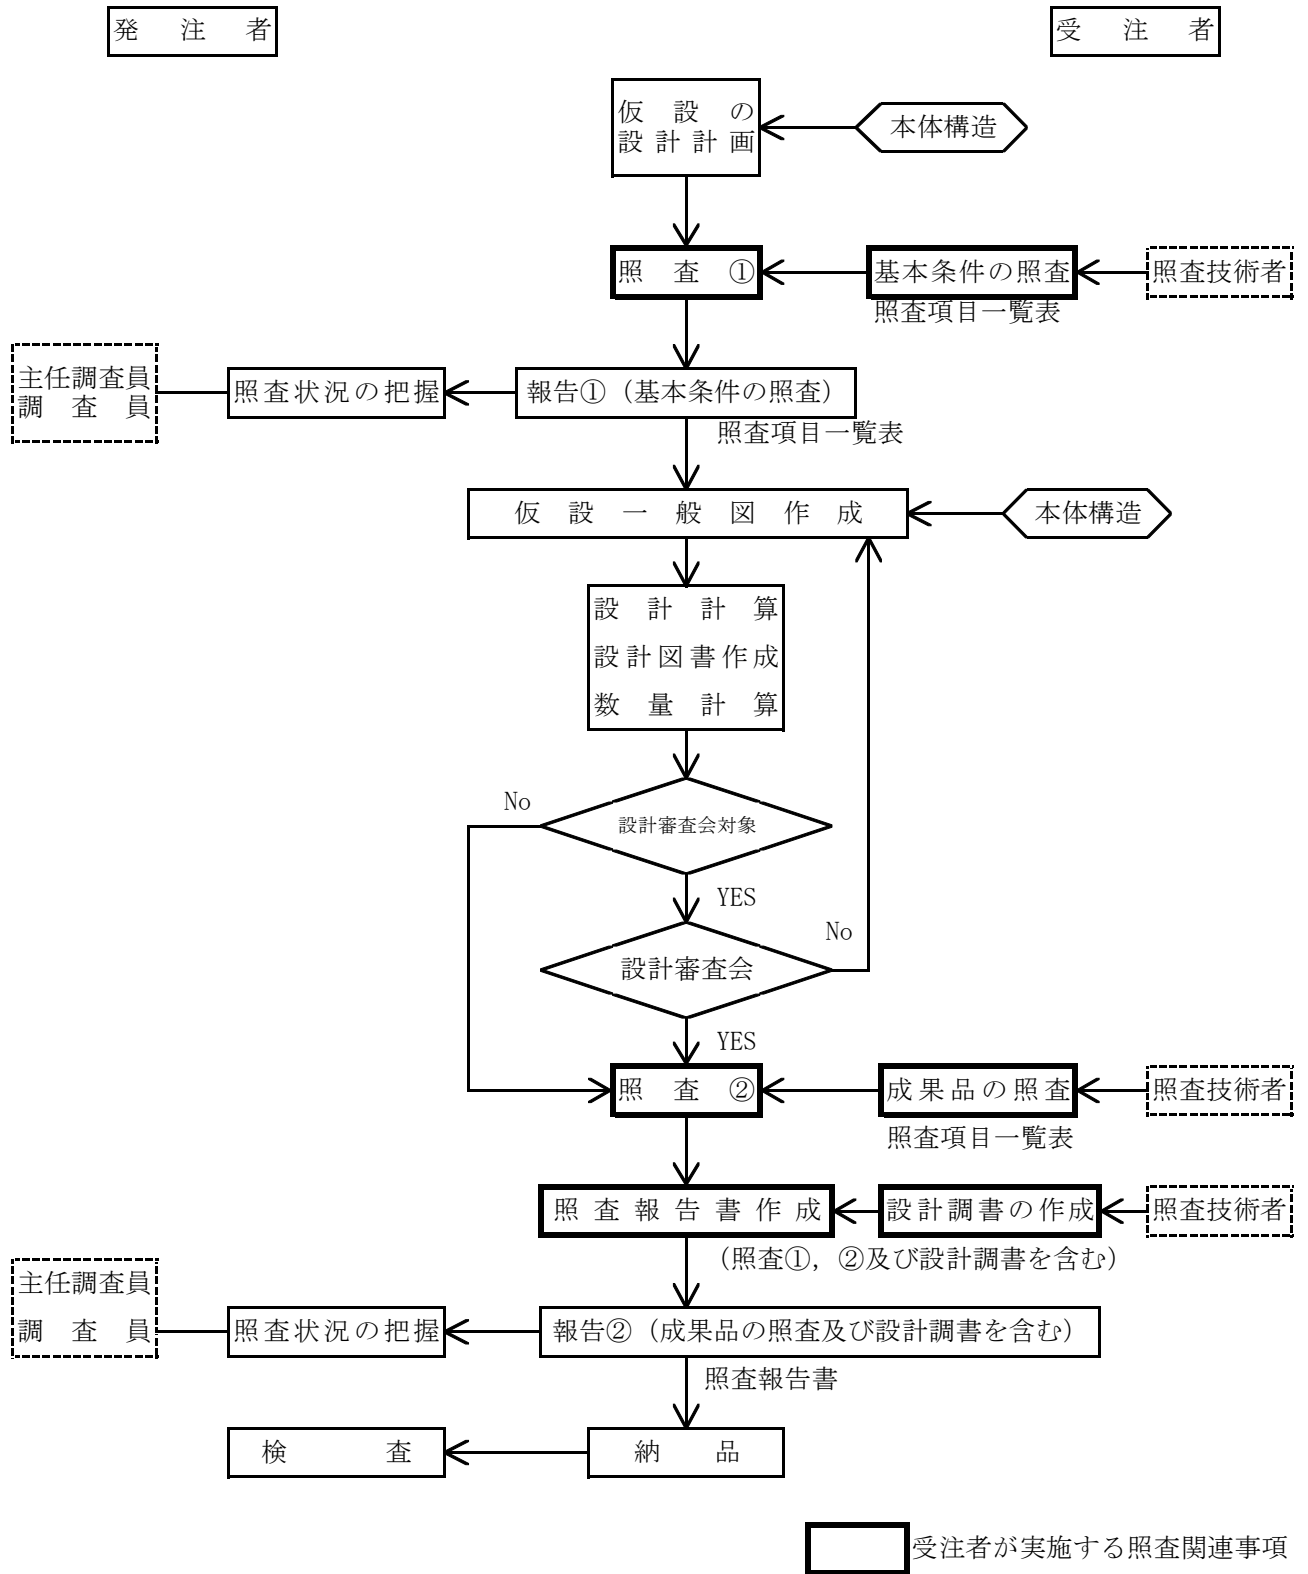 発注者
受注者
仮設の
設計計画
本体構造
照査①
基本条件の照査
照査技術者
照査項目一覧表
主任調査員
調査員
照査状況の把握
報告①（基本条件の照査）
照査項目一覧表
仮設一般図作成
本体構造
設計計算
設計図書作成
数量計算
No
設計審査会対象
YES
No
設計審査会
YES
照査②
成果品の照査
照査技術者
照査項目一覧表
照査報告書作成
設計調書の作成
照査技術者
（照査①，②及び設計調書を含む）
主任調査員
調査員
照査状況の把握
報告②（成果品の照査及び設計調書を含む）
照査報告書
検査
納品
受注者が実施する照査関連事項